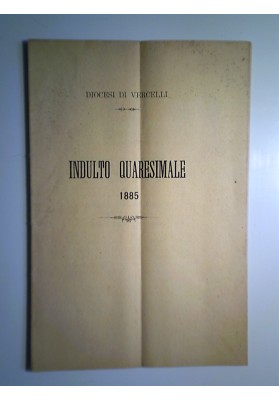 DIOCESI DI VERCELLI
INDULTO QUARESIMALE
1885